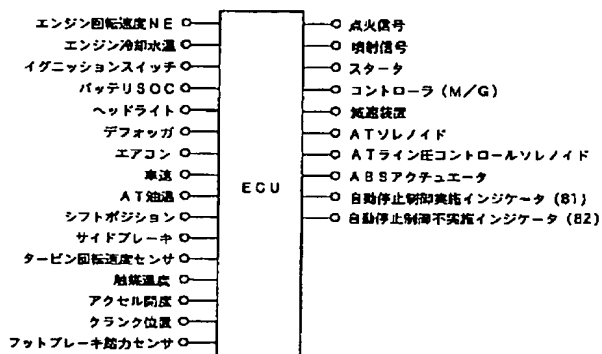 エンジン回転速度NE
エンジン冷却水温
イグニッションスイッチ
バッテリSOC
ヘッドライト
デフォッガ
エアコン
車速
AT油温
シフトポジション
サイドブレーキ
タービン回転速度センサ
触媒温度
アクセル開度
クランク位置
フットブレーキ踏力センサ
ECU
点火信号
噴射信号
スタータ
コントローラ(M/G)
減速装置
ATソレノイド
ATライン圧コントロールソレノイド
ABSアクチュエータ
自動停止制御実施インジケータ(81)
自動停止制御不実施インジケータ(82)